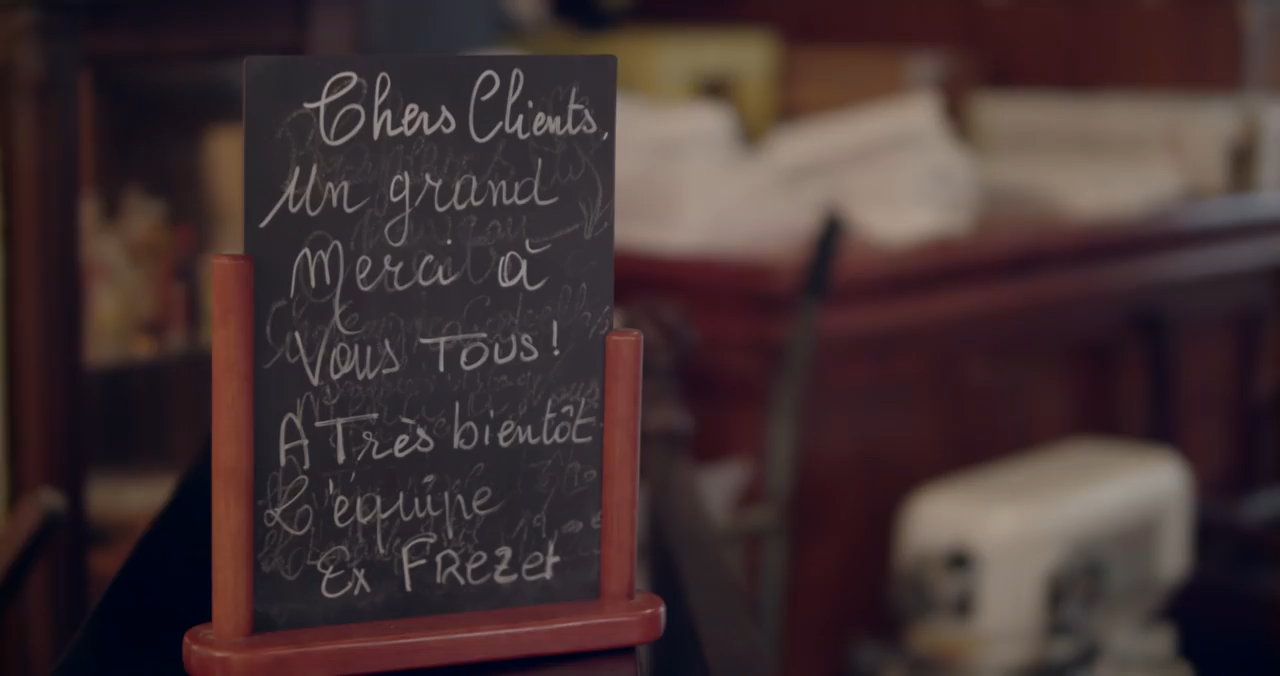 Chers Clients,
Un grand
Merci à
Vous Tous!
A Très bientôt
L'équipe
Ex Frezet